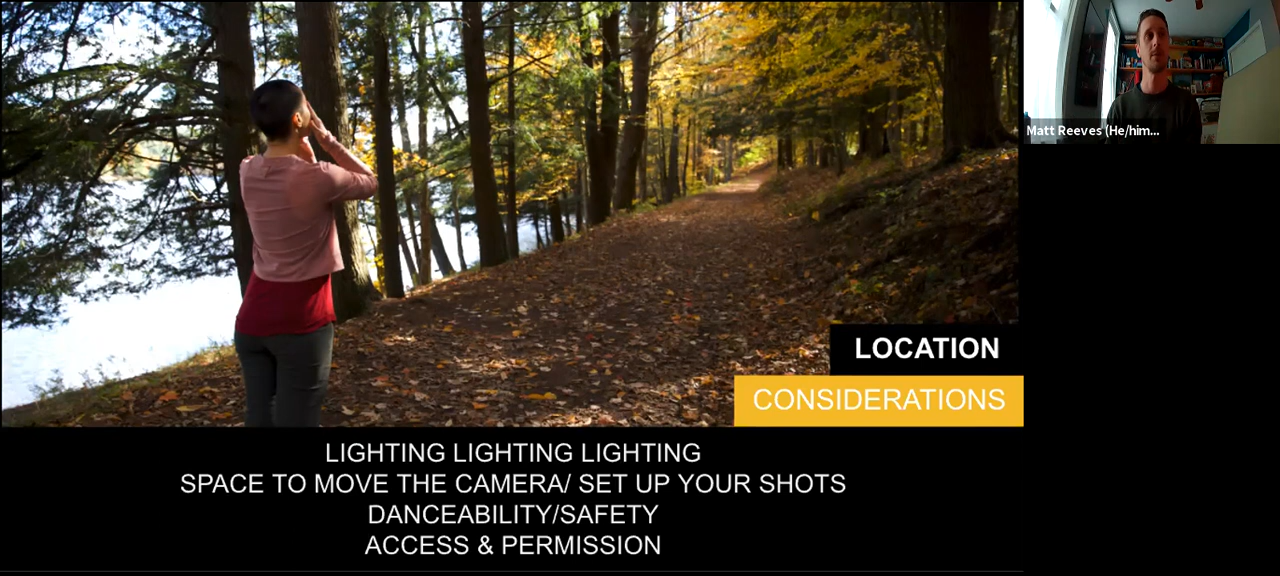 Matt Reeves (He/him...
LOCATION
CONSIDERATIONS
LIGHTING LIGHTING LIGHTING
SPACE TO MOVE THE CAMERA/ SET UP YOUR SHOTS
DANCEABILITY/SAFETY
ACCESS & PERMISSION